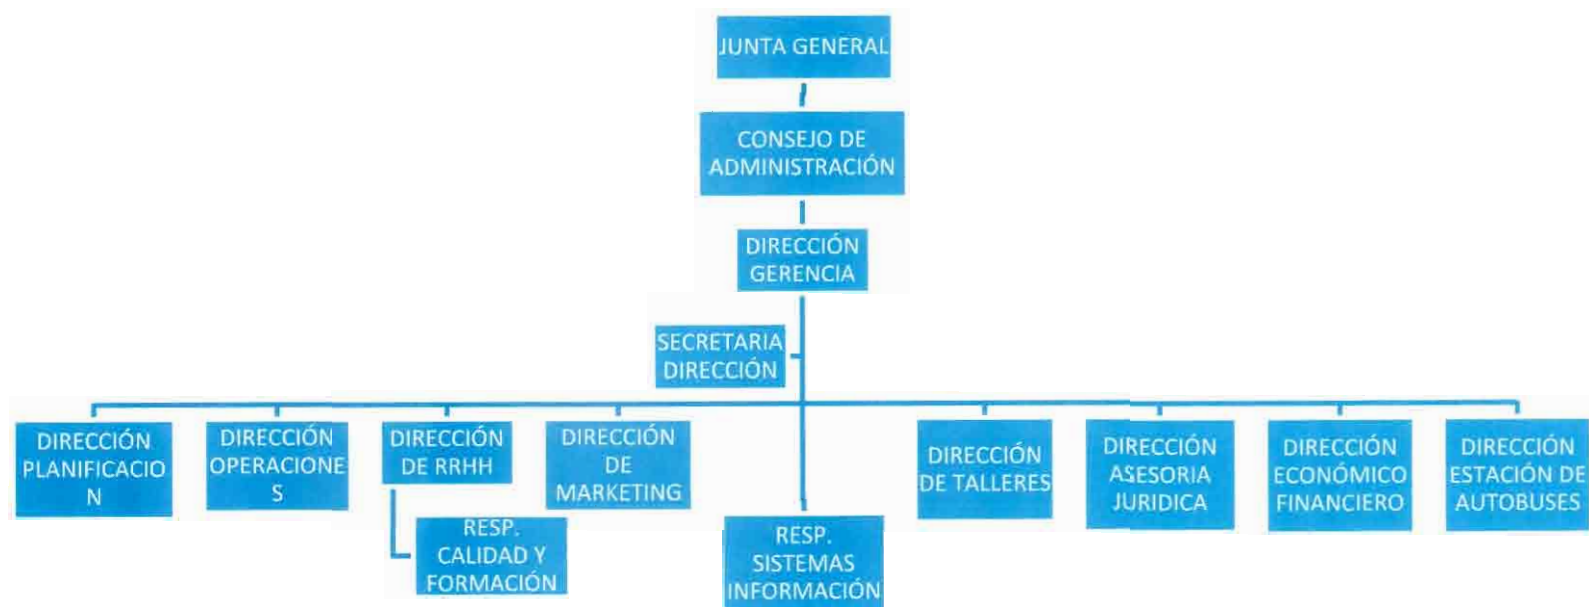 JUNTA GENERAL
CONSEJO DE
ADMINISTRACIÓN
DIRECCIÓN
GERENCIA
SECRETARIA
DIRECCIÓN
DIRECCIÓN
PLANIFICACIO
N
DIRECCIÓN
OPERACIONE
S
DIRECCIÓN
DE RRHH
DIRECCIÓN
DE
MARKETING
DIRECCIÓN
DE TALLERES
DIRECCIÓN
ASESORIA
JURIDICA
DIRECCIÓN
ECONÓMICO
FINANCIERO
DIRECCIÓN
ESTACIÓN DE
AUTOBUSES
RESP.
CALIDAD Y
FORMACIÓN
RESP.
SISTEMAS
INFORMACIÓN